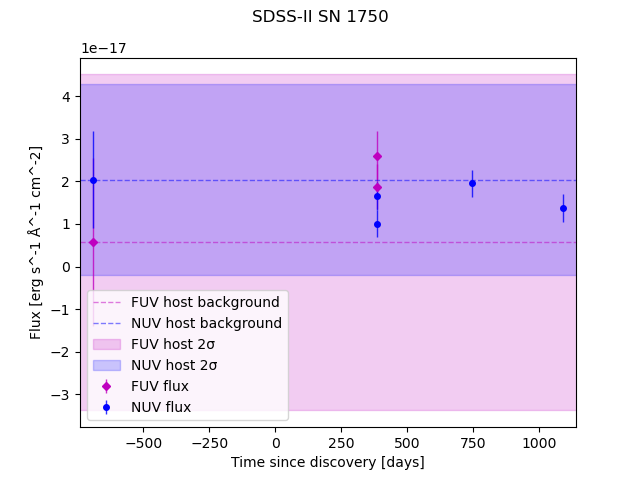 SDSS-II SN 1750
1e−17
4
3
2
1
0
−1
−2
−3
Flux [erg s^-1 Å^-1 cm^-2]
FUV host background
NUV host background
FUV host 2σ
NUV host 2σ
FUV flux
NUV flux
−500 −250 0 250 500 750 1000
Time since discovery [days]